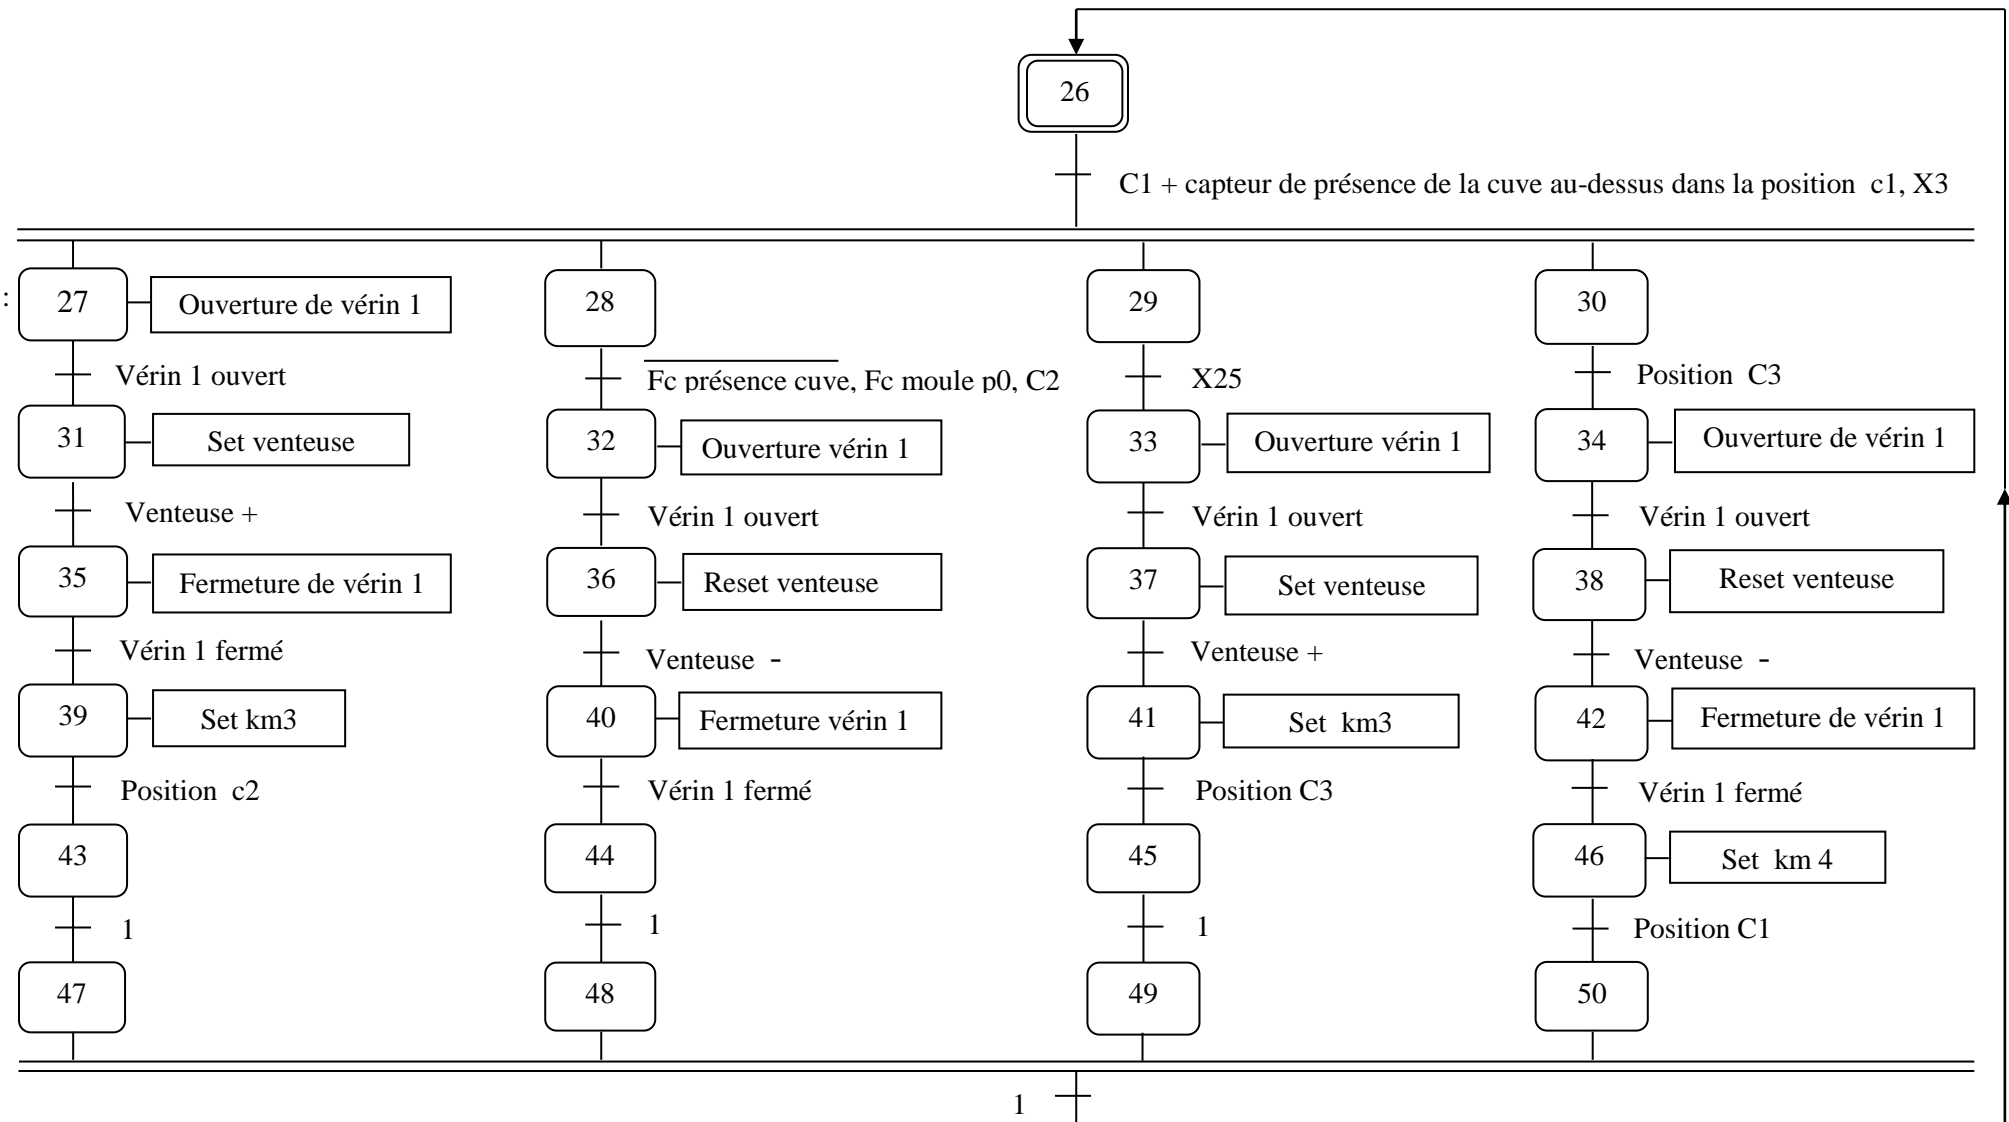 26
C1 + capteur de présence de la cuve au-dessus dans la position c1, X3
: 27 Ouverture de vérin 1 28 29 30
Vérin 1 ouvert Fc présence cuve, Fc moule p0, C2 X25 Position C3
31 Set venteuse 32 Ouverture vérin 1 33 Ouverture vérin 1 34 Ouverture de vérin 1
Venteuse + Vérin 1 ouvert Vérin 1 ouvert Vérin 1 ouvert
35 Fermeture de vérin 1 36 Reset venteuse 37 Set venteuse 38 Reset venteuse
Vérin 1 fermé Venteuse - Venteuse + Venteuse -
39 Set km3 40 Fermeture vérin 1 41 Set km3 42 Fermeture de vérin 1
Position c2 Vérin 1 fermé Position C3 Vérin 1 fermé
43 44 45 46 Set km 4
1 1 1 Position C1
47 48 49 50
1